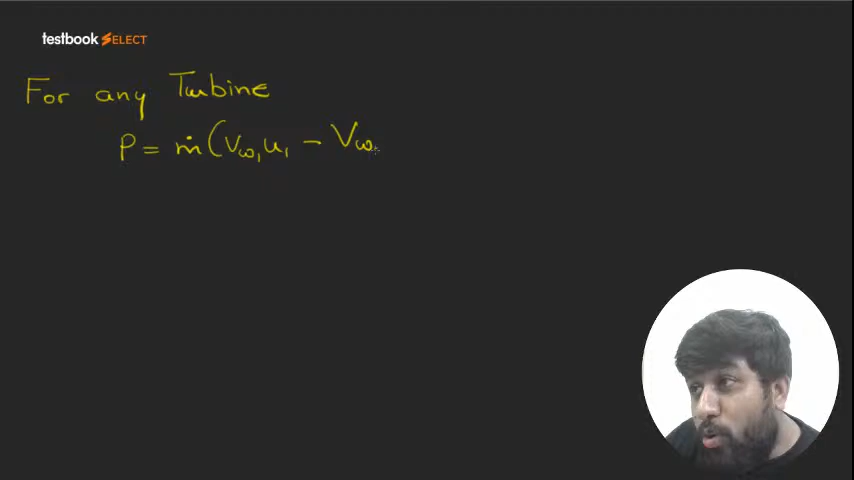 testbook SELECT
For any Turbine
P = ṁ(Vω₁u₁ - Vω